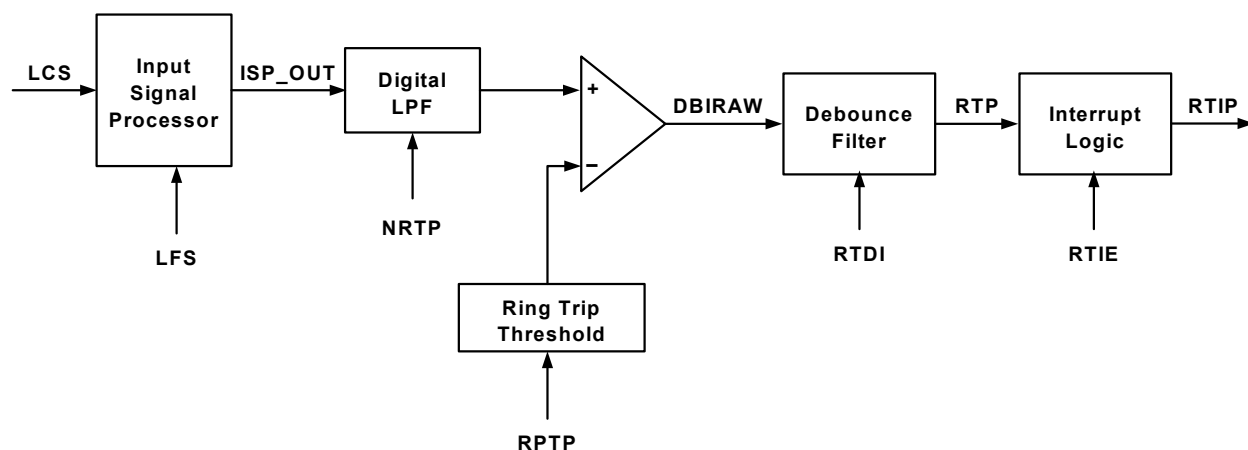 LCS
Input
Signal
Processor
ISP_OUT
Digital
LPF
+
−
DBIRAW
Debounce
Filter
RTP
Interrupt
Logic
RTIP
LFS
NRTP
RTDI
RTIE
Ring Trip
Threshold
RPTP